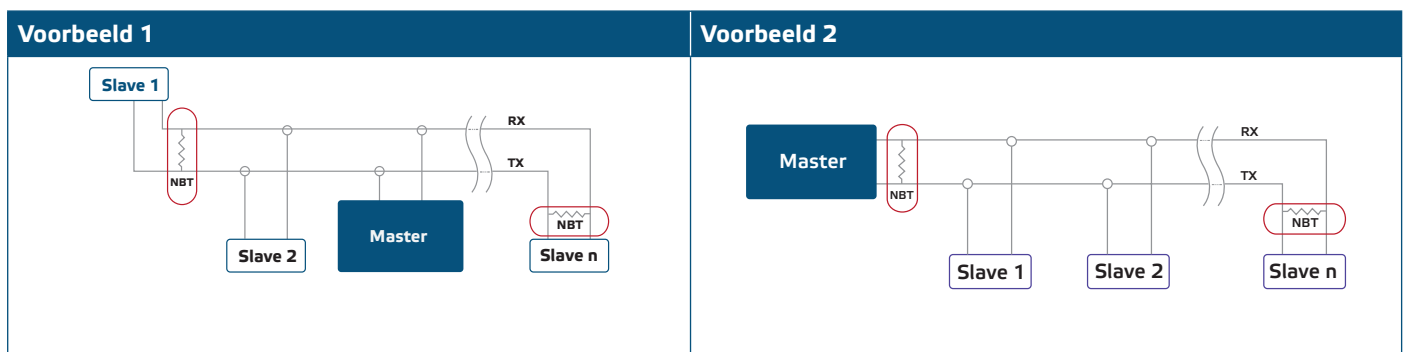 Voorbeeld 1
Slave 1
RX
TX
NBT
NBT
Master
Slave 2
Slave n
Voorbeeld 2
RX
Master
TX
NBT
NBT
Slave 1
Slave 2
Slave n